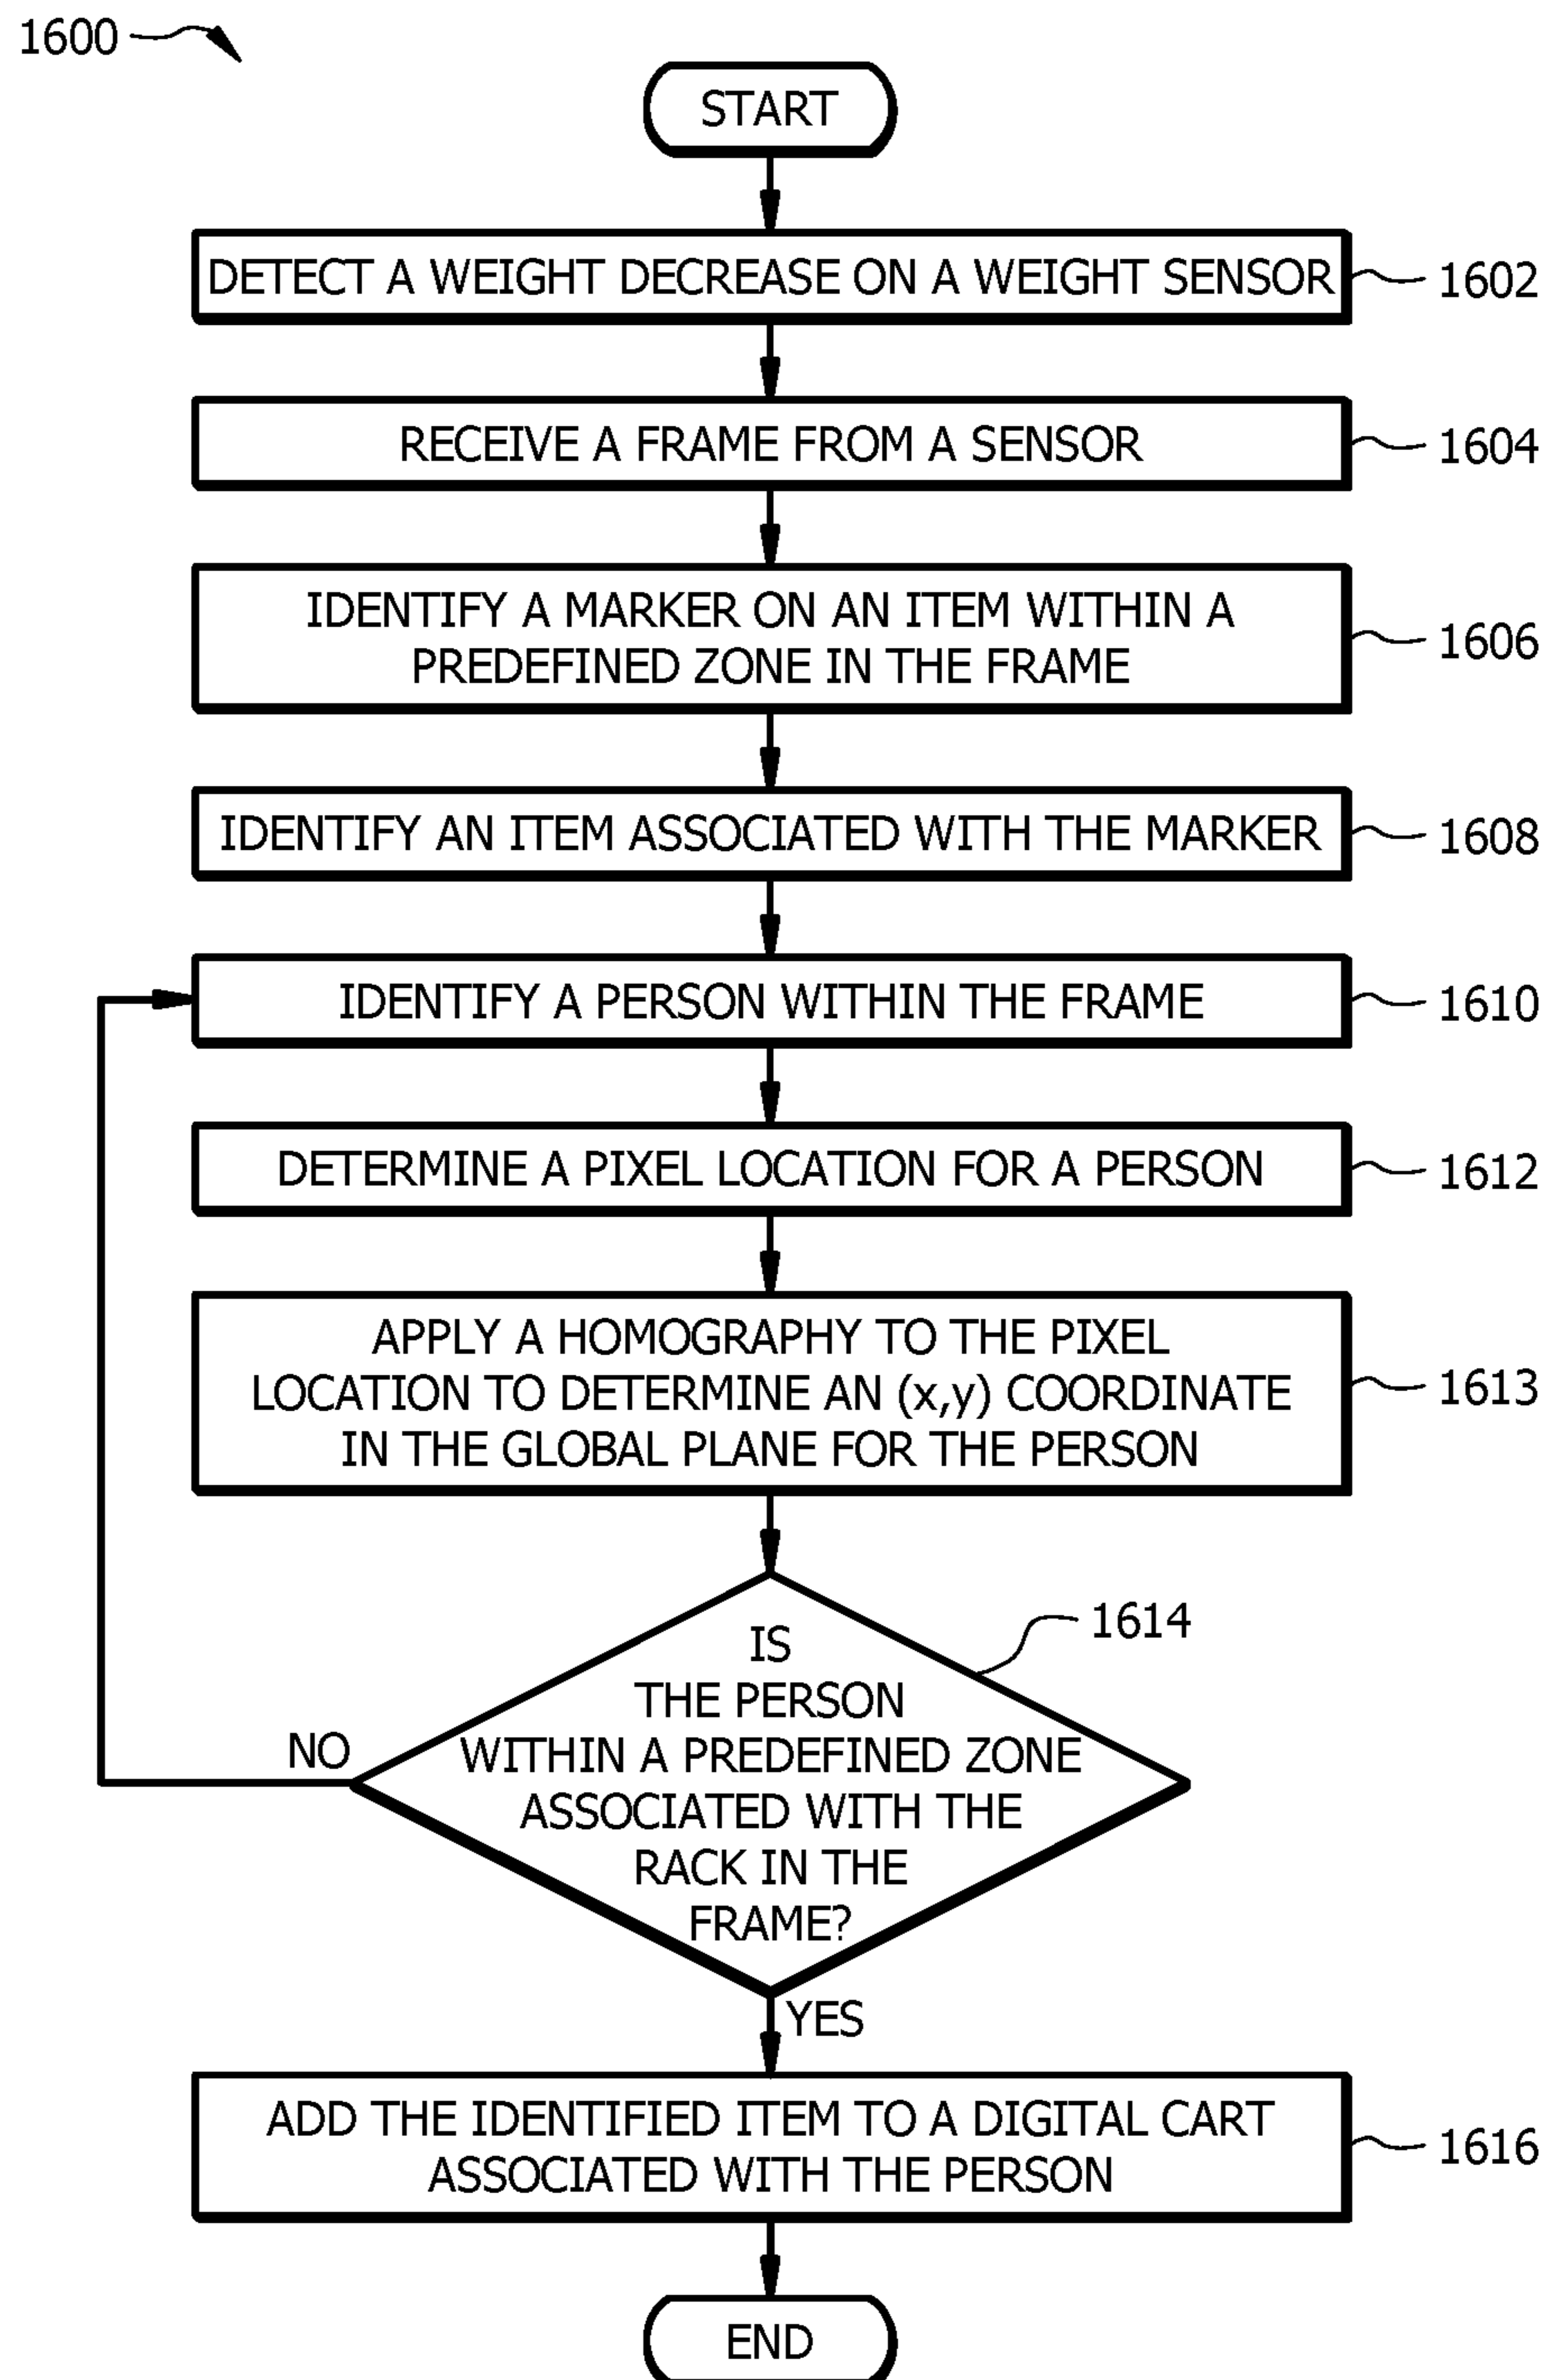 1600
START
DETECT A WEIGHT DECREASE ON A WEIGHT SENSOR
1602
RECEIVE A FRAME FROM A SENSOR
1604
IDENTIFY A MARKER ON AN ITEM WITHIN A
PREDEFINED ZONE IN THE FRAME
1606
IDENTIFY AN ITEM ASSOCIATED WITH THE MARKER
1608
IDENTIFY A PERSON WITHIN THE FRAME
1610
DETERMINE A PIXEL LOCATION FOR A PERSON
1612
APPLY A HOMOGRAPHY TO THE PIXEL
LOCATION TO DETERMINE AN (x,y) COORDINATE
IN THE GLOBAL PLANE FOR THE PERSON
1613
1614
IS
THE PERSON
WITHIN A PREDEFINED ZONE
ASSOCIATED WITH THE
RACK IN THE
FRAME?
NO
YES
ADD THE IDENTIFIED ITEM TO A DIGITAL CART
ASSOCIATED WITH THE PERSON
1616
END